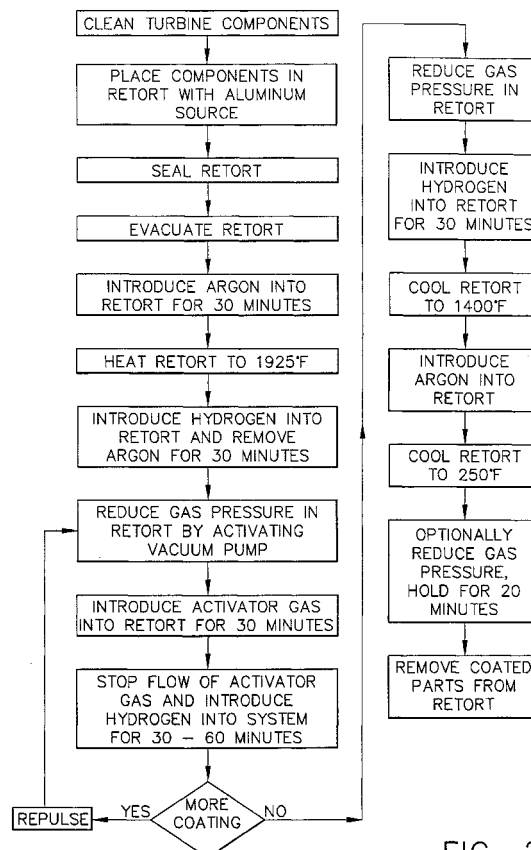 CLEAN TURBINE COMPONENTS
PLACE COMPONENTS IN
RETORT WITH ALUMINUM
SOURCE
SEAL RETORT
EVACUATE RETORT
INTRODUCE ARGON INTO
RETORT FOR 30 MINUTES
HEAT RETORT TO 1925°F
INTRODUCE HYDROGEN INTO
RETORT AND REMOVE
ARGON FOR 30 MINUTES
REDUCE GAS PRESSURE IN
RETORT BY ACTIVATING
VACUUM PUMP
INTRODUCE ACTIVATOR GAS
INTO RETORT FOR 30 MINUTES
STOP FLOW OF ACTIVATOR
GAS AND INTRODUCE
HYDROGEN INTO SYSTEM
FOR 30 – 60 MINUTES
MORE
COATING
YES
NO
REPULSE
REDUCE GAS
PRESSURE IN
RETORT
INTRODUCE
HYDROGEN
INTO RETORT
FOR 30 MINUTES
COOL RETORT
TO 1400°F
INTRODUCE
ARGON INTO
RETORT
COOL RETORT
TO 250°F
OPTIONALLY
REDUCE GAS
PRESSURE,
HOLD FOR 20
MINUTES
REMOVE COATED
PARTS FROM
RETORT
FIG.